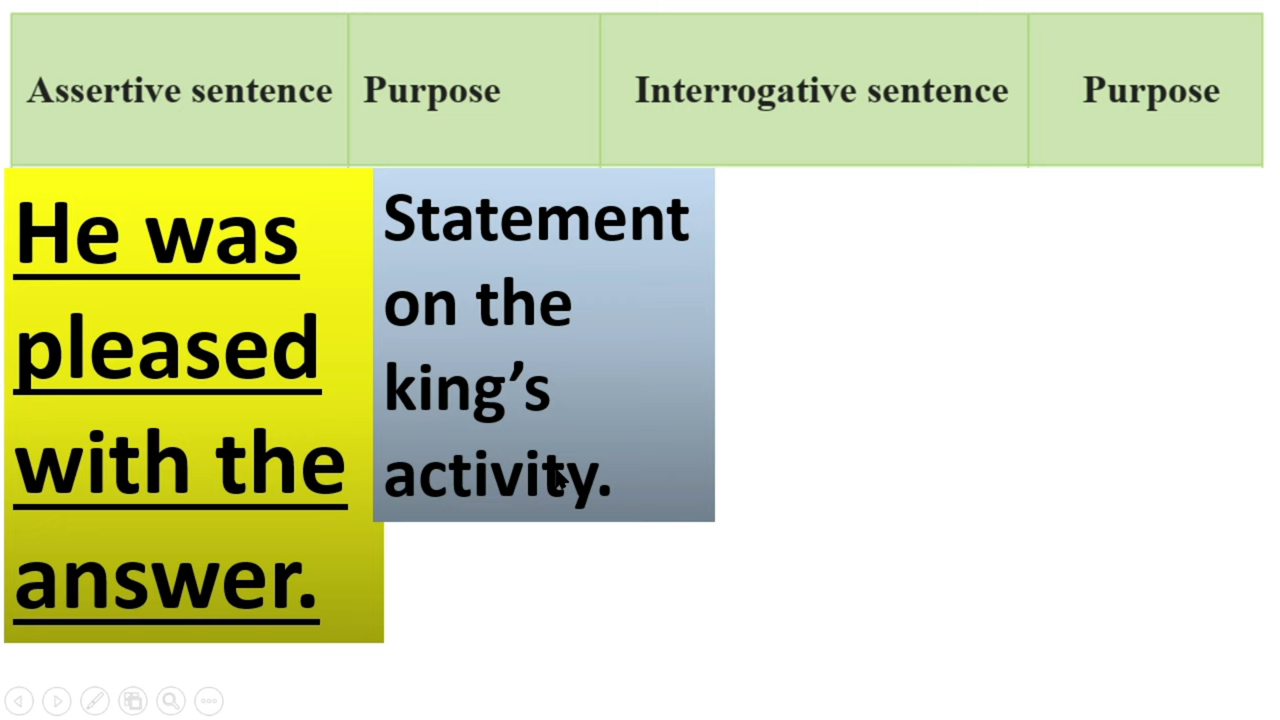 Assertive sentence Purpose Interrogative sentence Purpose
He was
pleased
with the
answer.
Statement
on the
king’s
activity.